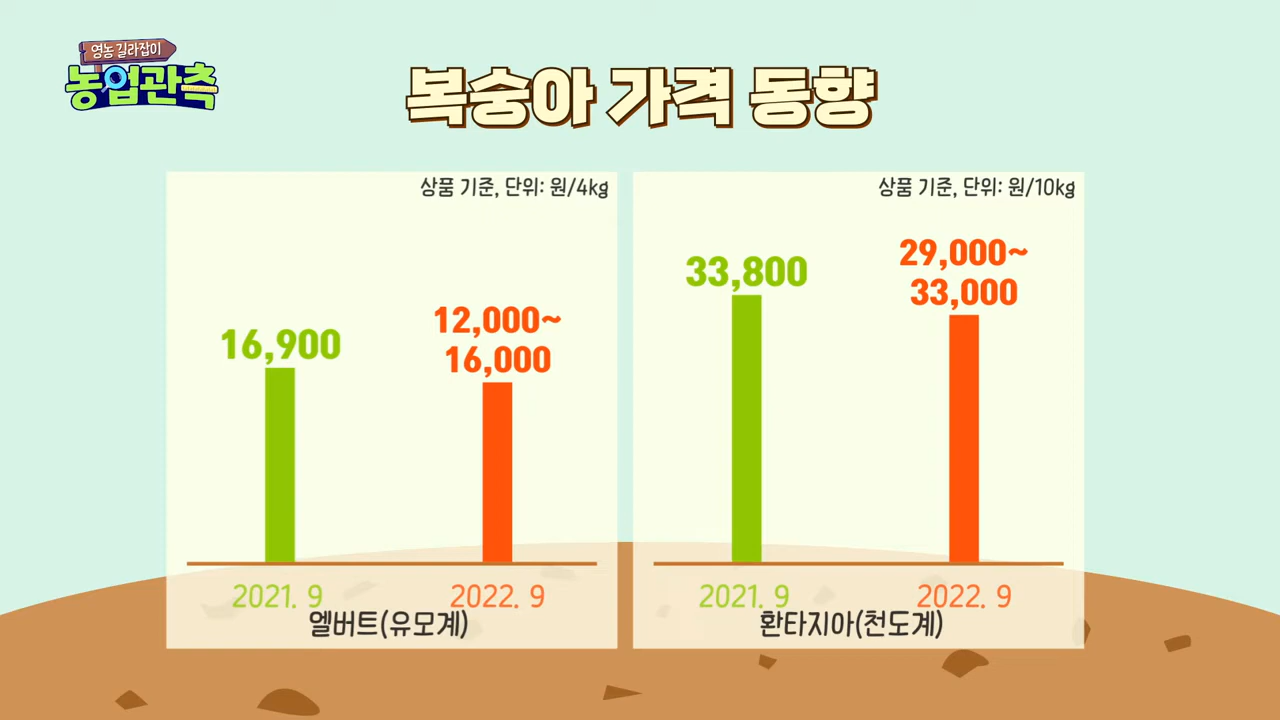 영농 길라잡이
농업관측
복숭아 가격 동향
상품 기준, 단위: 원/4kg
16,900
12,000~
16,000
2021. 9
2022. 9
엘버트(유모계)
상품 기준, 단위: 원/10kg
33,800
29,000~
33,000
2021. 9
2022. 9
환타지아(천도계)